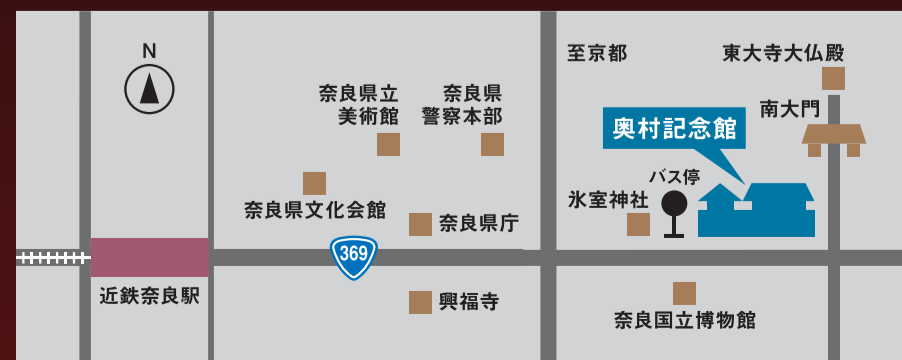 N
至京都
東大寺大仏殿
奈良県立
美術館
奈良県
警察本部
南大門
奥村記念館
バス停
氷室神社
奈良県文化会館
奈良県庁
369
近鉄奈良駅
興福寺
奈良国立博物館